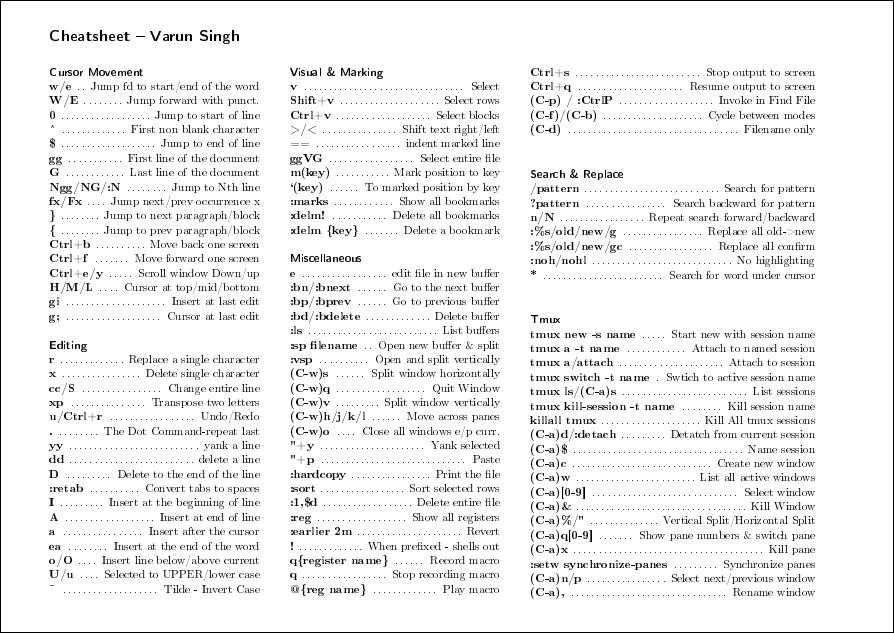 Cheatsheet – Varun Singh
Cursor Movement
w/e .. Jump fd to start/end of the word
W/E ........ Jump forward with punct.
0 .................. Jump to start of line
^ .............. First non blank character
$ ................... Jump to end of line
gg ........... First line of the document
G ............ Last line of the document
Ngg/NG/:N ........ Jump to Nth line
fx/Fx .... Jump next/prev occurrence x
} ........ Jump to next paragraph/block
{ ........ Jump to prev paragraph/block
Ctrl+b .......... Move back one screen
Ctrl+f ....... Move forward one screen
Ctrl+e/y ..... Scroll window Down/up
H/M/L .... Cursor at top/mid/bottom
gi .................... Insert at last edit
g; .................... Cursor at last edit
Editing
r ............. Replace a single character
x ................ Delete single character
cc/S .................. Change entire line
xp ............... Transpose two letters
u/Ctrl+r ................. Undo/Redo
. ........ The Dot Command-repeat last
yy .......................... yank a line
dd ......................... delete a line
D ......... Delete to the end of the line
:retab .......... Convert tabs to spaces
I ......... Insert at the beginning of line
A .................. Insert at end of line
a ................ Insert after the cursor
ea ........ Insert at the end of the word
o/O .... Insert line below/above current
U/u .... Selected to UPPER/lower case
~ ................... Tilde - Invert Case
Visual & Marking
v ................................ Select
Shift+v ..................... Select rows
Ctrl+v .................... Select blocks
>/< ................ Shift text right/left
== ................. indent marked line
ggVG ................. Select entire file
m(key) .......... Mark position to key
‘(key) ...... To marked position by key
:marks ............ Show all bookmarks
:delm! ............ Delete all bookmarks
:delm {key} ....... Delete a bookmark
Miscellaneous
e ................. edit file in new buffer
:bn/:bnext ...... Go to the next buffer
:bp/:bprev ...... Go to previous buffer
:bd/:bdelete .............. Delete buffer
:ls ......................... List buffers
:sp filename .. Open new buffer & split
:vsp .......... Open and split vertically
(C-w)s ...... Split window horizontally
(C-w)q ................... Quit Window
(C-w)v ......... Split window vertically
(C-w)h/j/k/l ...... Move across panes
(C-w)o .... Close all windows e/p curr.
"+y .................... Yank selected
"+p ............................. Paste
:hardcopy ................ Print the file
:sort ................. Sort selected rows
:1,$d .................. Delete entire file
:reg .................. Show all registers
:earlier 2m ...................... Revert
! ............ When prefixed - shells out
q{register name} ...... Record macro
q ................. Stop recording macro
@{reg name} .............. Play macro
Ctrl+s ........................ Stop output to screen
Ctrl+q ..................... Resume output to screen
(C-p) / :CtrlP .................... Invoke in Find File
(C-f)/(C-b) ..................... Cycle between modes
(C-d) ................................. Filename only
Search & Replace
/pattern .......................... Search for pattern
?pattern ................ Search backward for pattern
n/N ................. Repeat search forward/backward
:%s/old/new/g ................ Replace all old->new
:%s/old/new/gc ................. Replace all confirm
:noh/nohl ............................ No highlighting
* ....................... Search for word under cursor
Tmux
tmux new -s name ..... Start new with session name
tmux a -t name ........... Attach to named session
tmux a/attach ..................... Attach to session
tmux switch -t name . Swtich to active session name
tmux ls/(C-a)s ........................ List sessions
tmux kill-session -t name ........ Kill session name
killall tmux ................... Kill All tmux sessions
(C-a)d/:detach ........ Detatch from current session
(C-a)$ ................................. Name session
(C-a)c ........................... Create new window
(C-a)w ........................ List all active windows
(C-a)[0-9] ............................. Select window
(C-a)& .................................. Kill Window
(C-a)%/" ............. Vertical Split/Horizontal Split
(C-a)q[0-9] ....... Show pane numbers & switch pane
(C-a)x ..................................... Kill pane
:setw synchronize-panes ......... Synchronize panes
(C-a)n/p ............... Select next/previous window
(C-a), .............................. Rename window